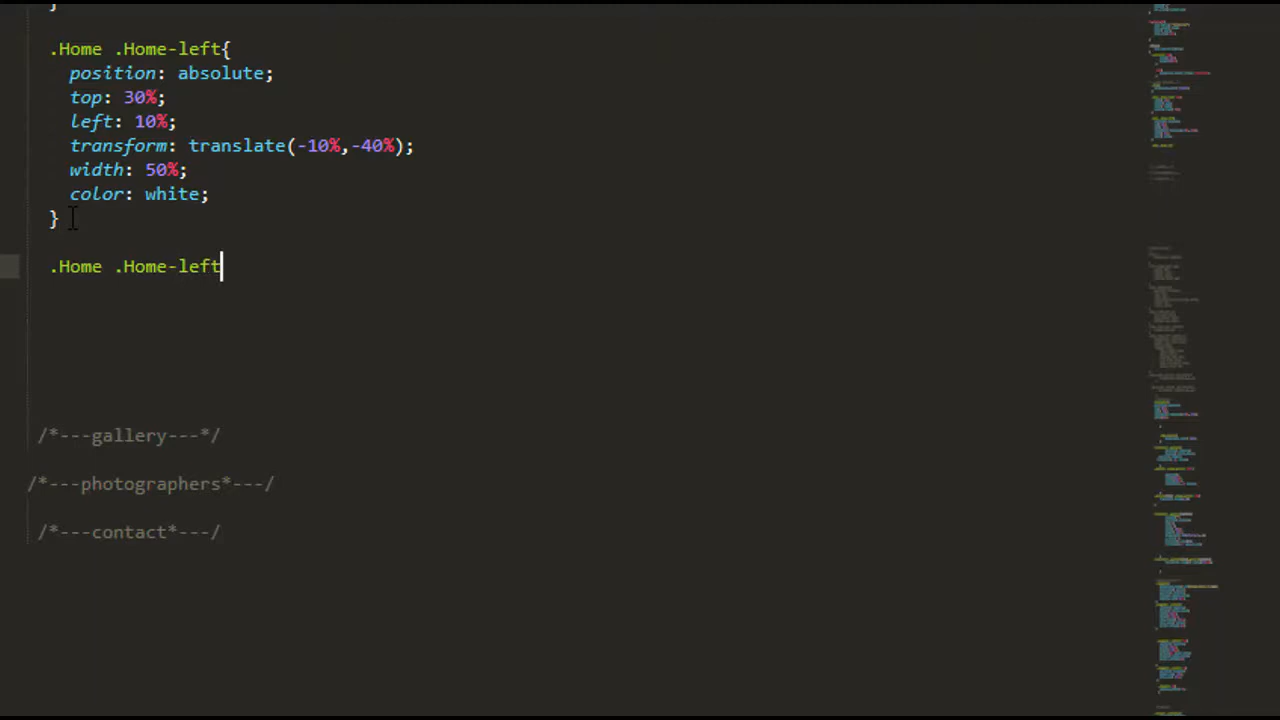 }
.Home .Home-left{
position: absolute;
top: 30%;
left: 10%;
transform: translate(-10%,-40%);
width: 50%;
color: white;
}
.Home .Home-left
/*---gallery---*/
/*---photographers*---/
/*---contact*---/